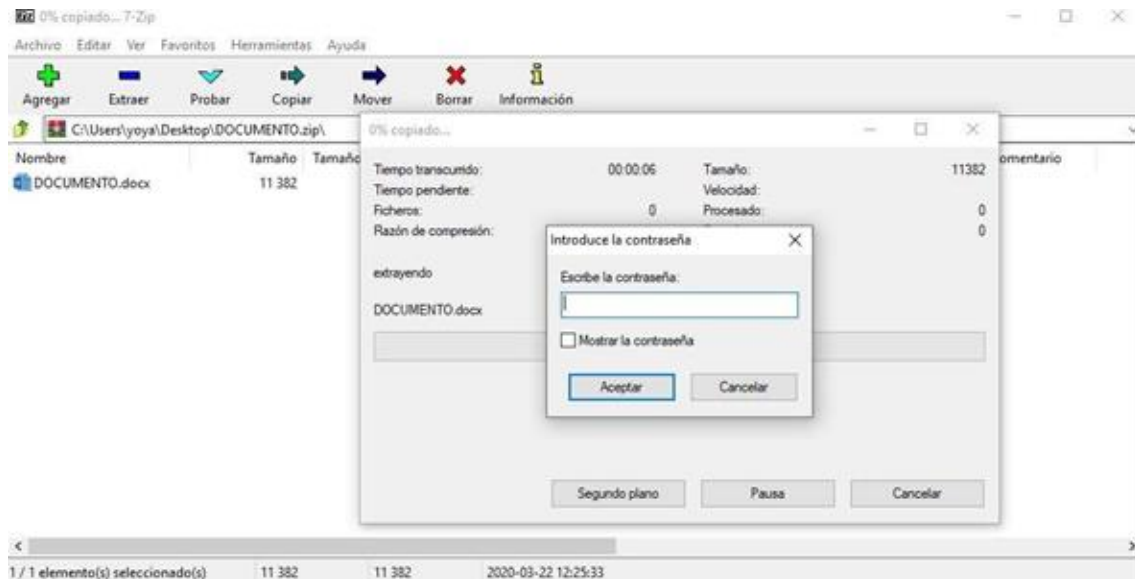 0% copiado... 7-Zip
Archivo Editar Ver Favoritos Herramientas Ayuda
Agregar Extraer Probar Copiar Mover Borrar Información
C:\Users\yoya\Desktop\DOCUMENTO.zip\
Nombre Tamaño Tamaño omentario
DOCUMENTO.docx 11 382
0% copiado...
Tiempo transcurrido: 00:00:06 Tamaño: 11382
Tiempo pendiente: Velocidad:
Ficheros: 0 Procesado: 0
Razón de compresión: 0
extrayendo
DOCUMENTO.docx
Introduce la contraseña
Escribe la contraseña:
Mostrar la contraseña
Aceptar Cancelar
Segundo plano Pausa Cancelar
1 / 1 elemento(s) seleccionado(s) 11 382 11 382 2020-03-22 12:25:33